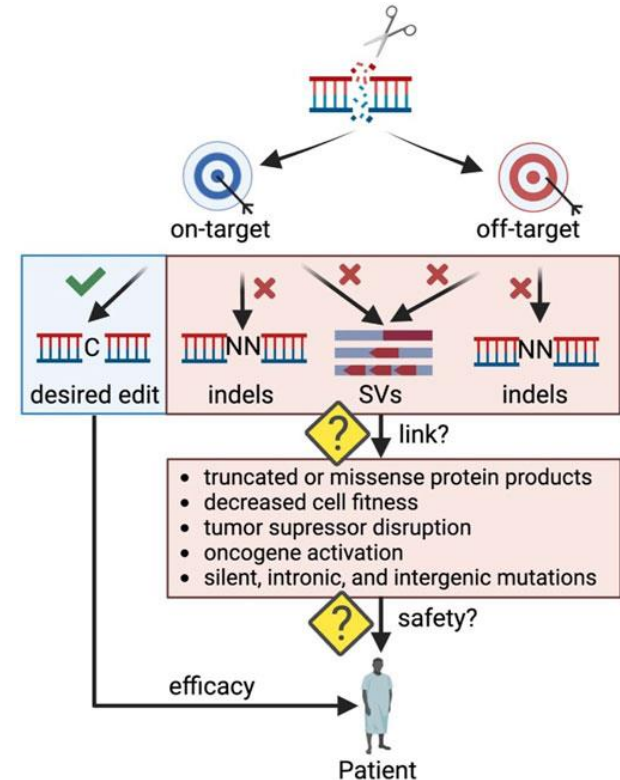 on-target
off-target
C
NN
NN
desired edit
indels
SVs
indels
?
link?
• truncated or missense protein products
• decreased cell fitness
• tumor supressor disruption
• oncogene activation
• silent, intronic, and intergenic mutations
?
safety?
efficacy
Patient